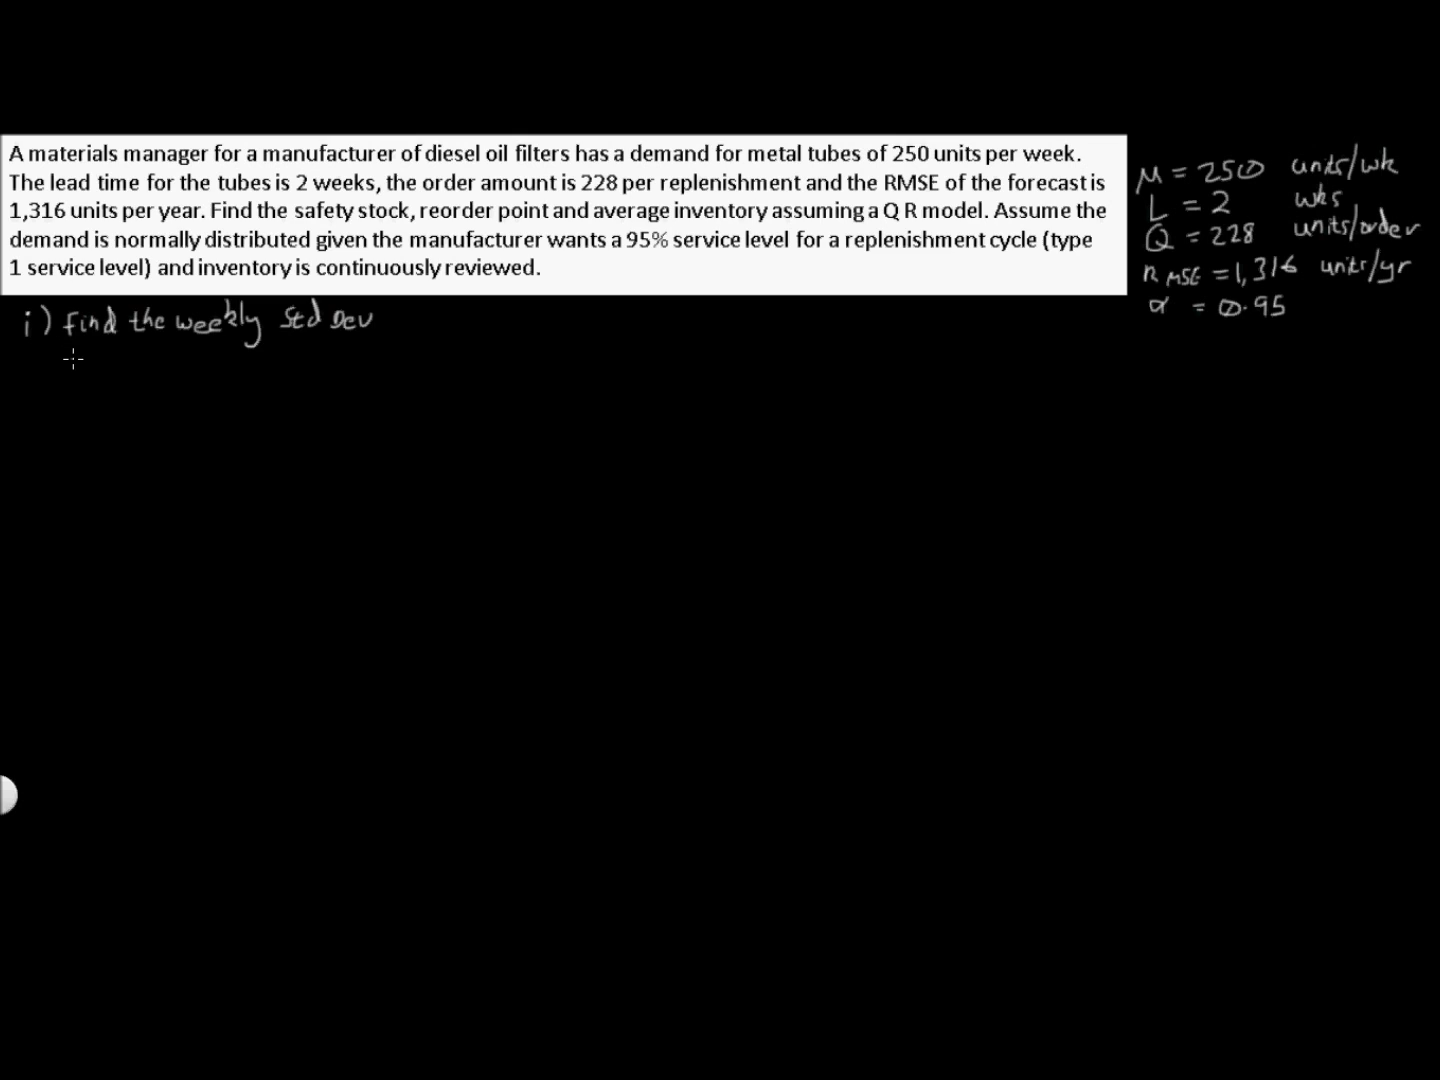 A materials manager for a manufacturer of diesel oil filters has a demand for metal tubes of 250 units per week.
The lead time for the tubes is 2 weeks, the order amount is 228 per replenishment and the RMSE of the forecast is
1,316 units per year. Find the safety stock, reorder point and average inventory assuming a Q R model. Assume the
demand is normally distributed given the manufacturer wants a 95% service level for a replenishment cycle (type
1 service level) and inventory is continuously reviewed.
μ = 250 units/wk
L = 2 wks
Q = 228 units/order
RMSE = 1,316 units/yr
α = 0.95
i) Find the weekly Std Dev